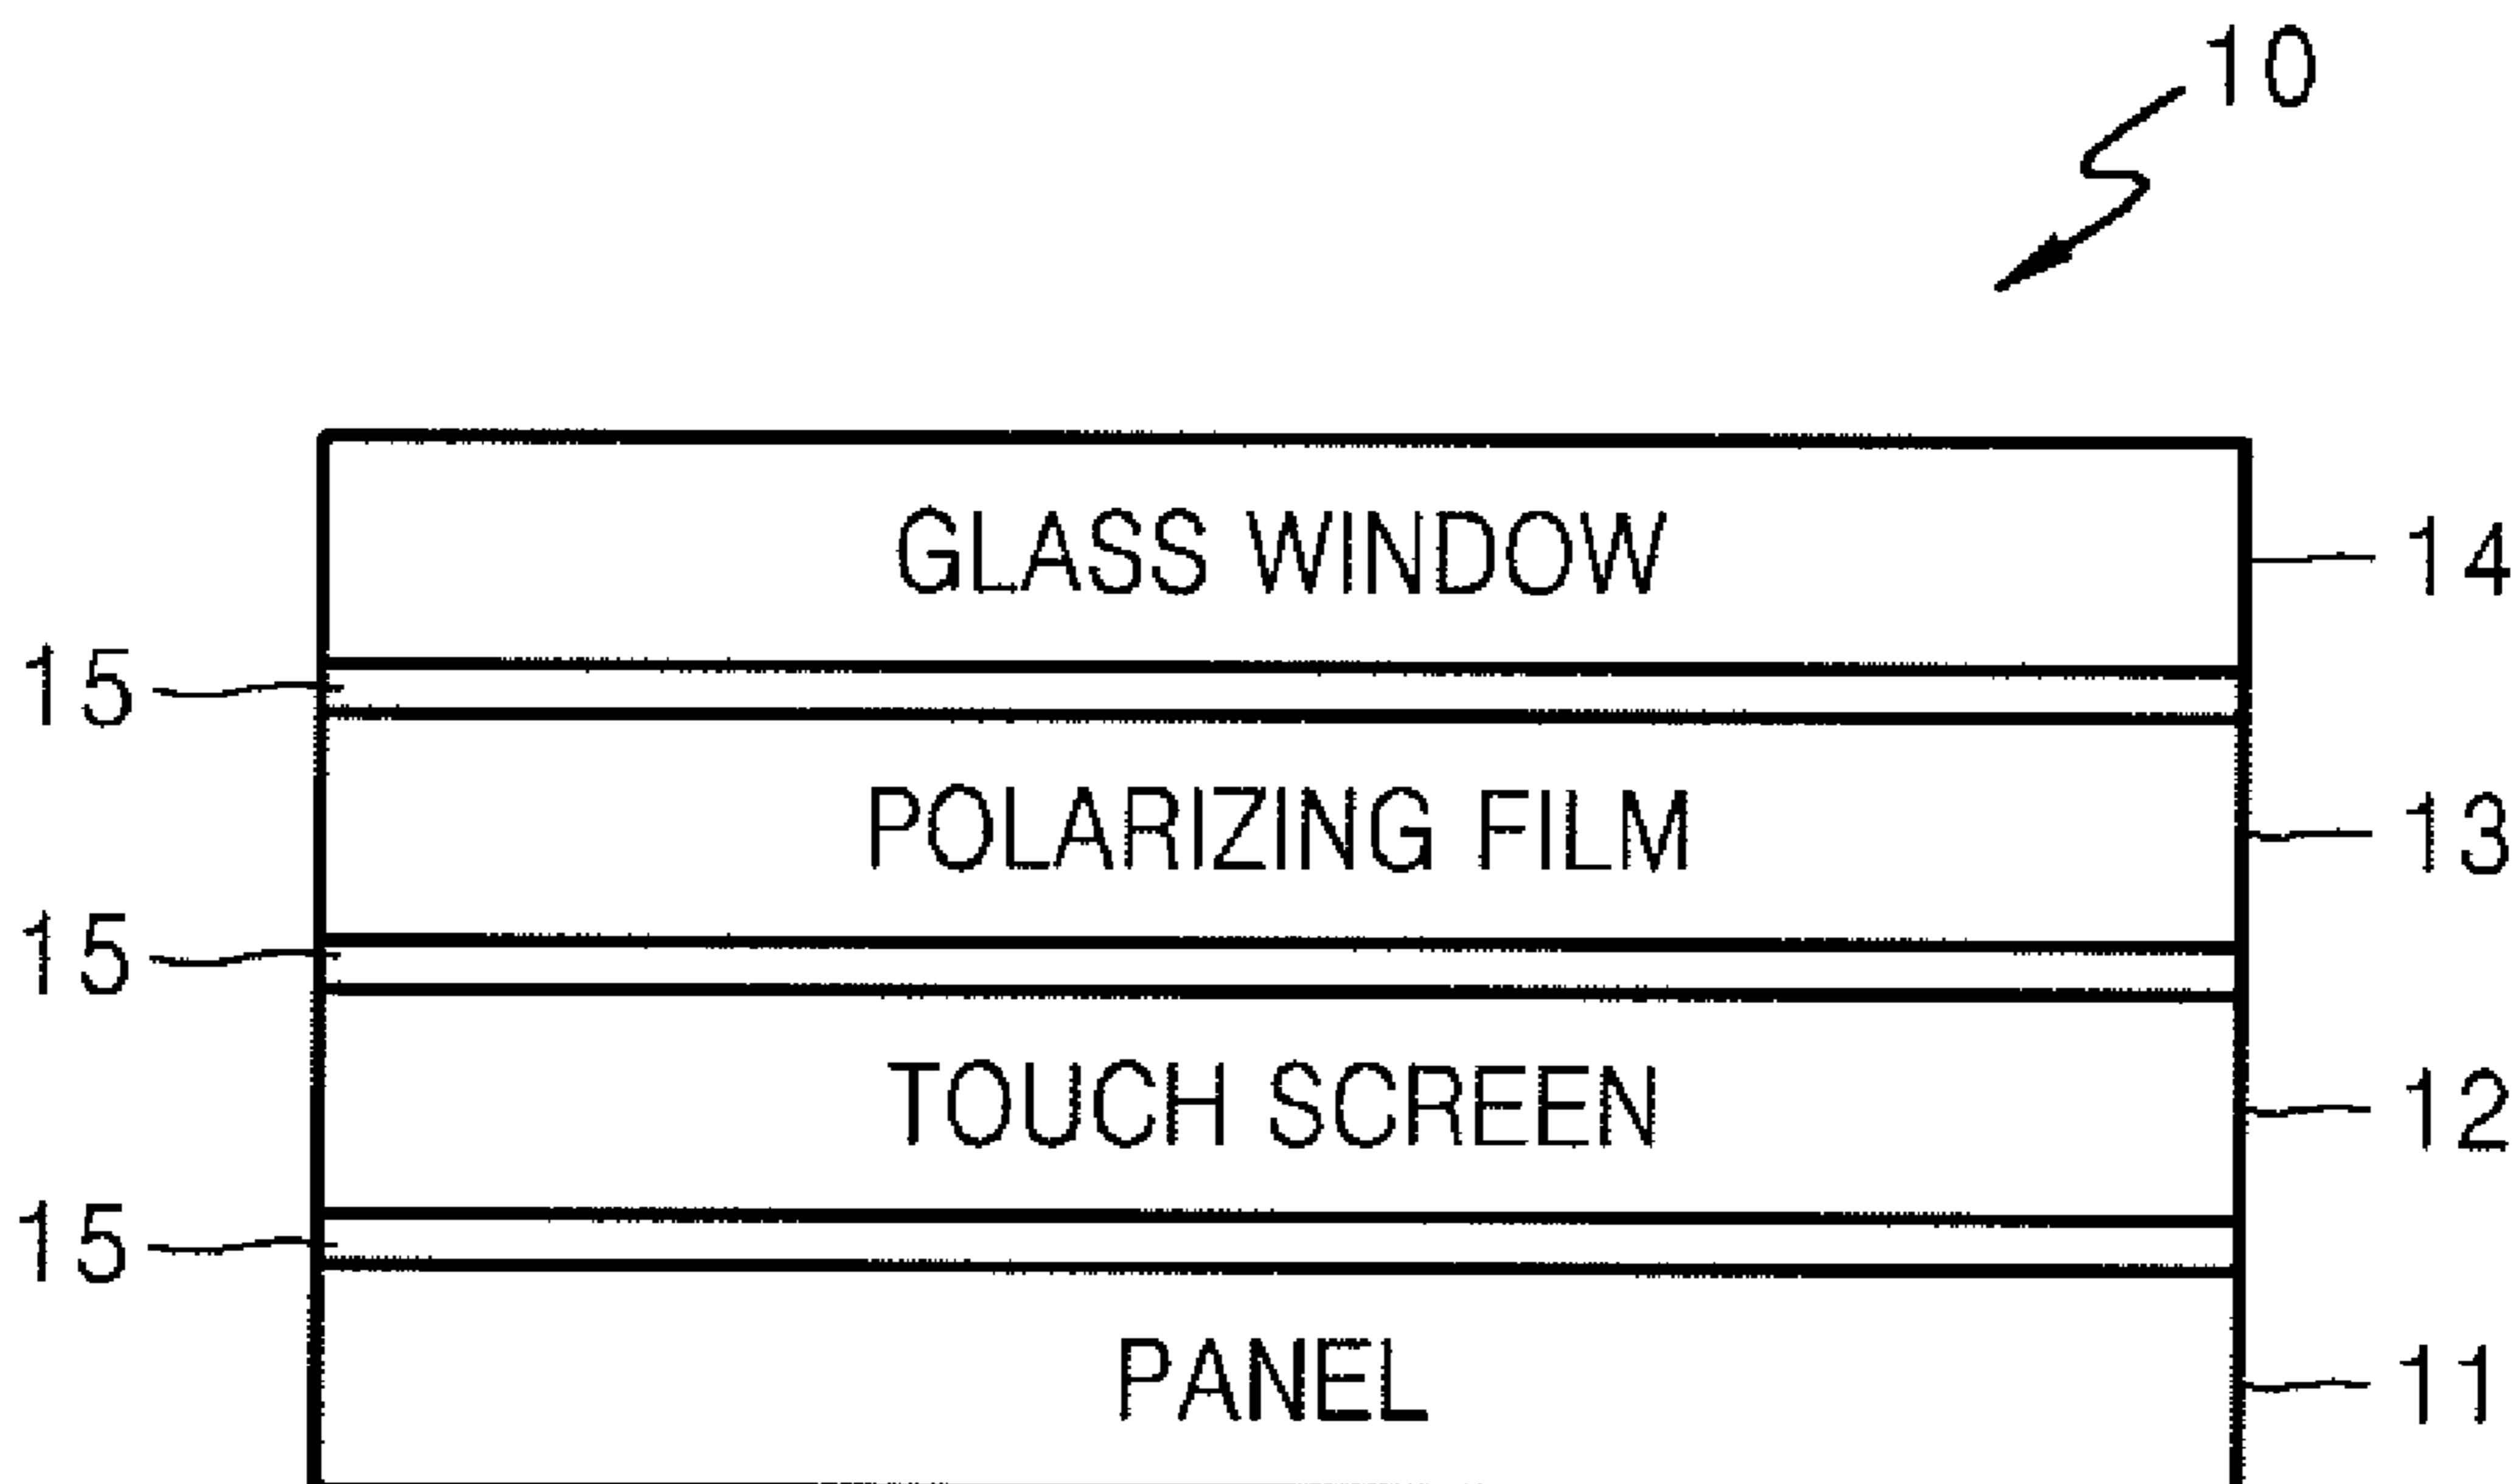 10
GLASS WINDOW
14
15
POLARIZING FILM
13
15
TOUCH SCREEN
12
15
PANEL
11